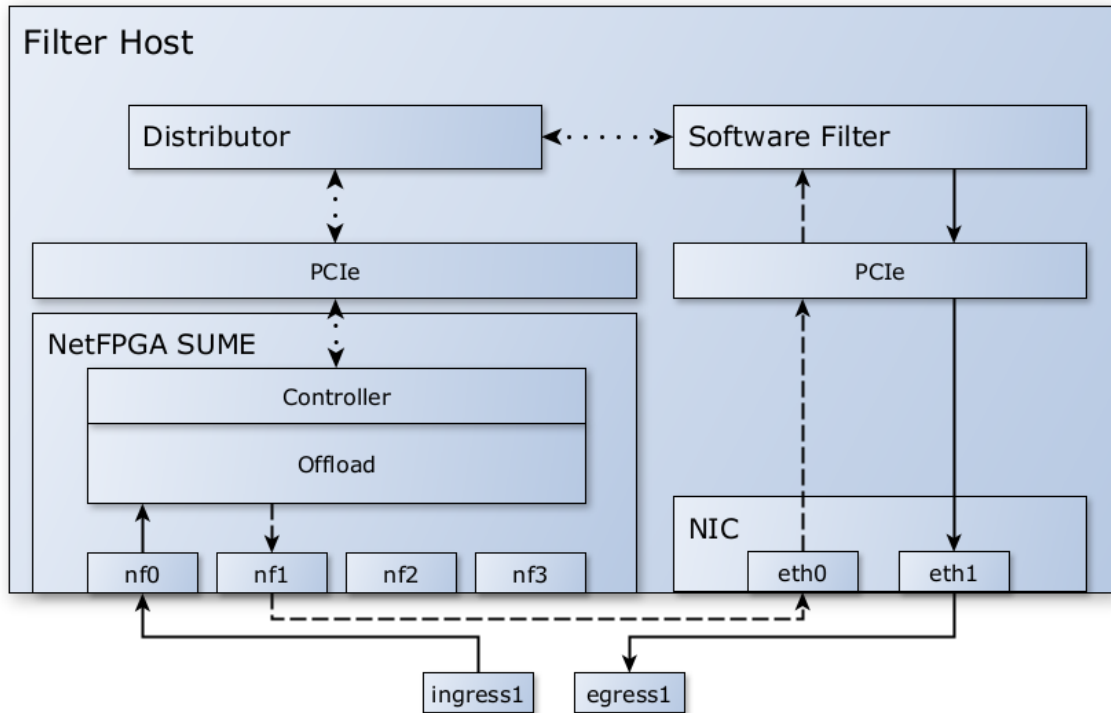 Filter Host
Distributor
Software Filter
PCIe
PCIe
NetFPGA SUME
Controller
Offload
NIC
nf0
nf1
nf2
nf3
eth0
eth1
ingress1
egress1